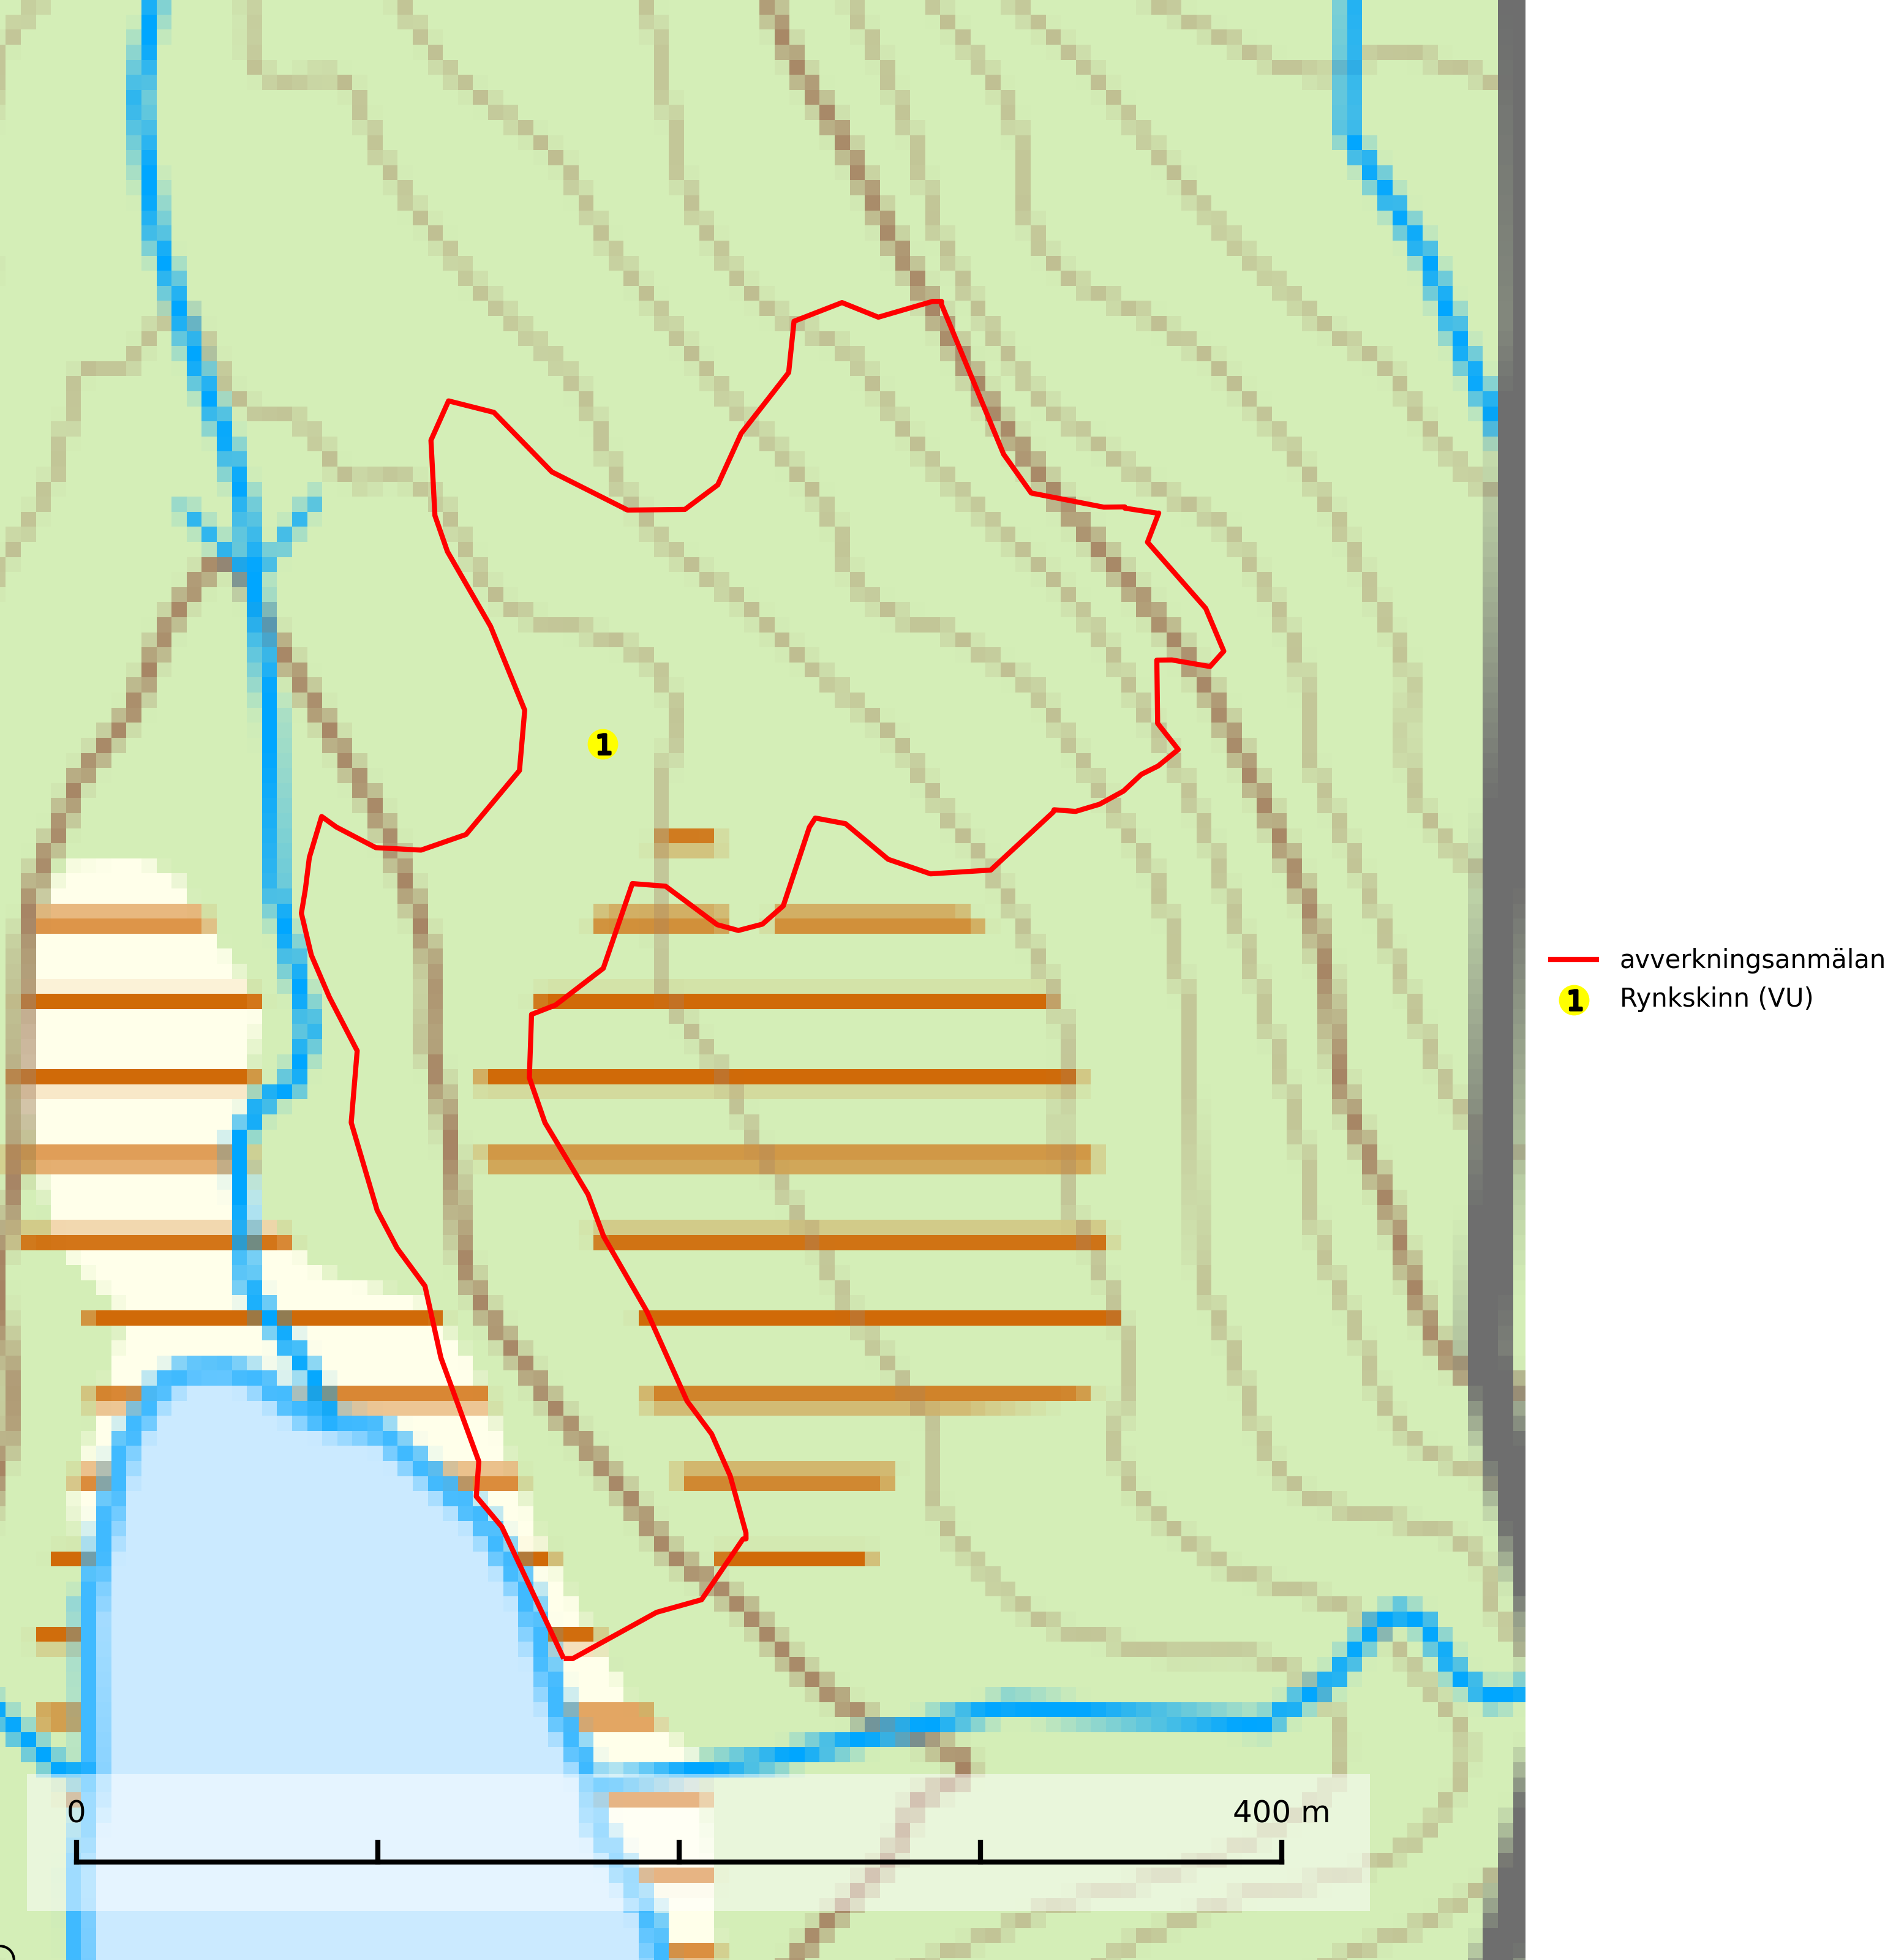 1
avverkningsanmälan
1 Rynkskinn (VU)
0 400 m